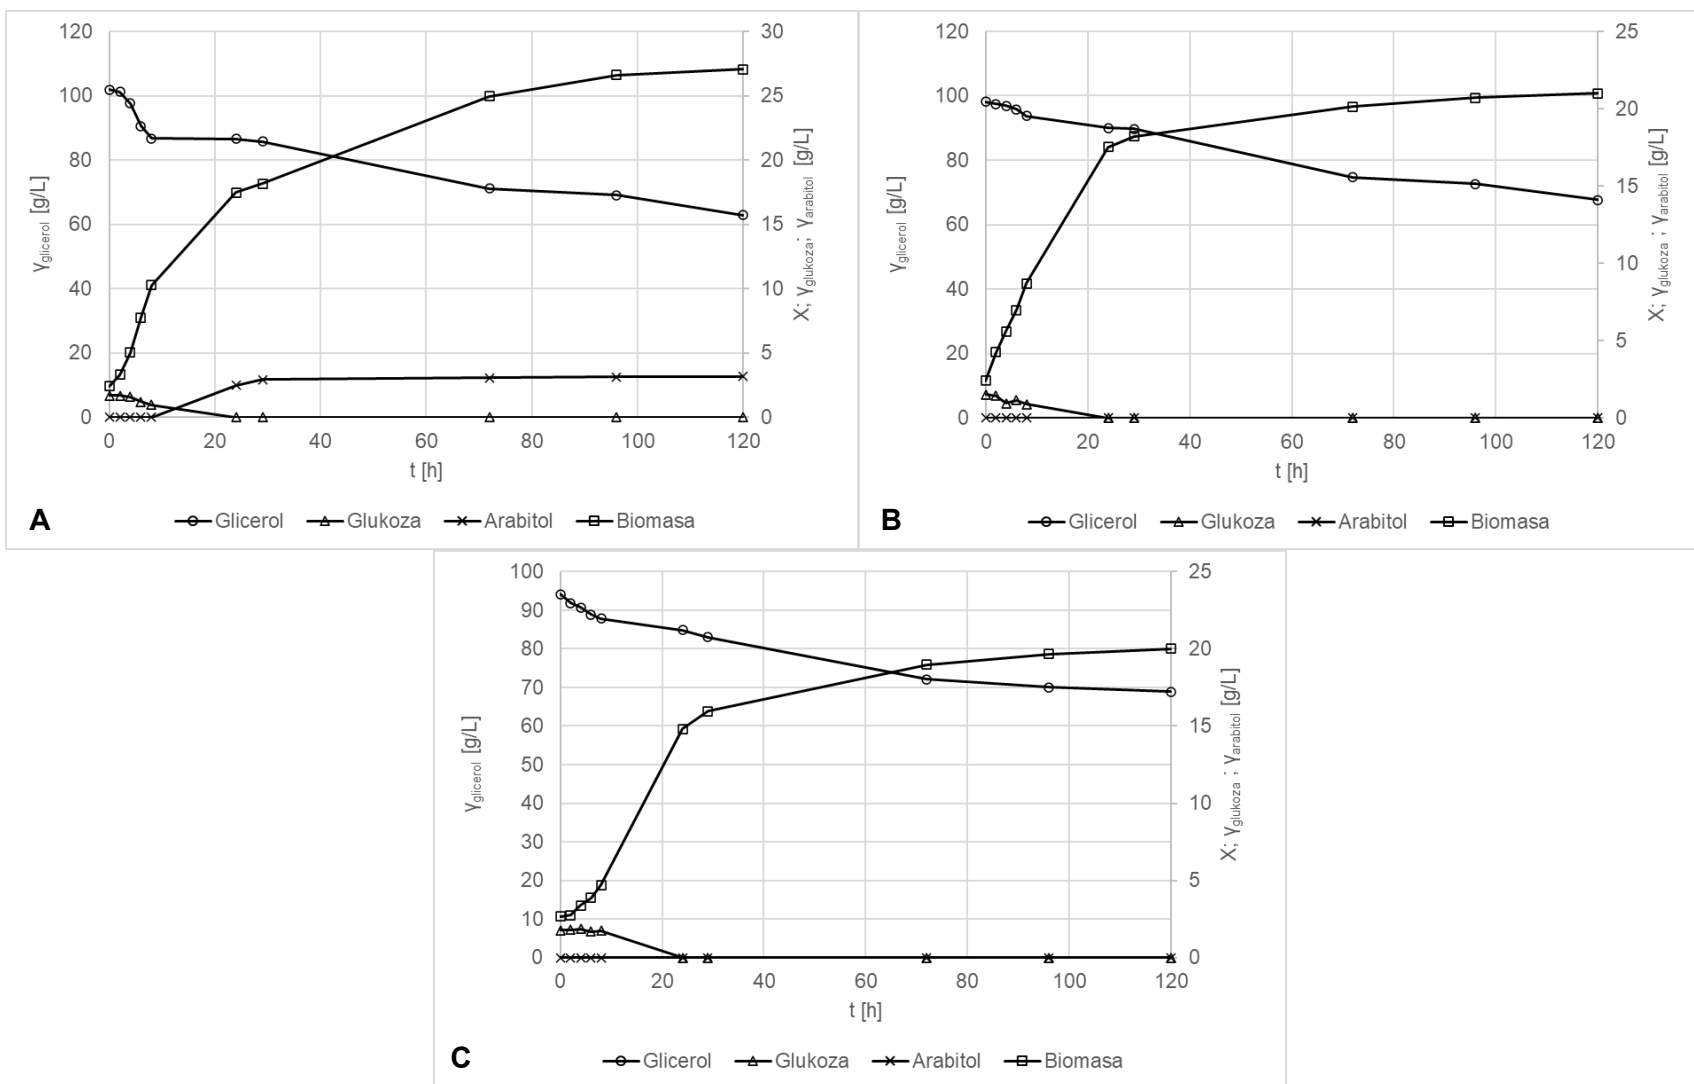 120
100
80
60
40
20
0
30
25
20
15
10
5
0
0 20 40 60 80 100 120
γglicerol [g/L]
X; γglukoza; γarabitol [g/L]
t [h]
A
Glicerol Glukoza Arabitol Biomasa
120
100
80
60
40
20
0
25
20
15
10
5
0
0 20 40 60 80 100 120
γglicerol [g/L]
X; γglukoza ; γarabitol [g/L]
t [h]
B
Glicerol Glukoza Arabitol Biomasa
100
90
80
70
60
50
40
30
20
10
0
25
20
15
10
5
0
0 20 40 60 80 100 120
γglicerol [g/L]
X; γglukoza ; γarabitol [g/L]
t [h]
C
Glicerol Glukoza Arabitol Biomasa